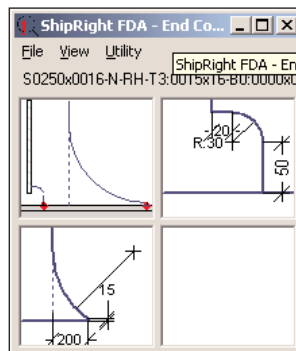 ShipRight FDA - End Co...
File View Utility
ShipRight FDA - En
S0250x0016-N-RH-T3:0015x16-B0:0000x0
20
R:30
50
15
200